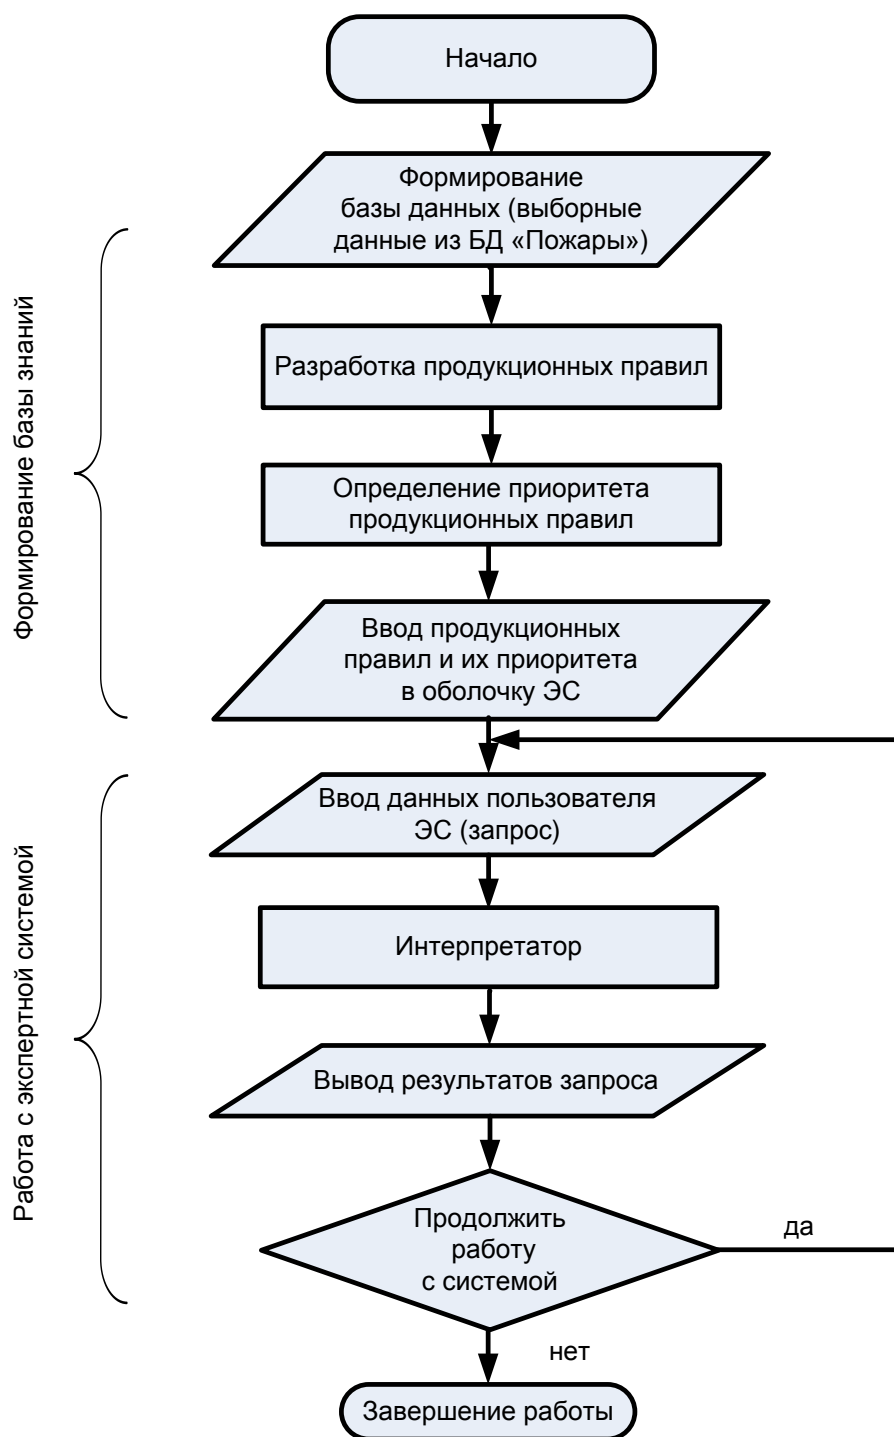 Начало
Формирование
базы данных (выборные
данные из БД «Пожары»)
Разработка продукционных правил
Определение приоритета
продукционных правил
Ввод продукционных
правил и их приоритета
в оболочку ЭС
Формирование базы знаний
Ввод данных пользователя
ЭС (запрос)
Интерпретатор
Вывод результатов запроса
Продолжить
работу
с системой
да
нет
Работа с экспертной системой
Завершение работы